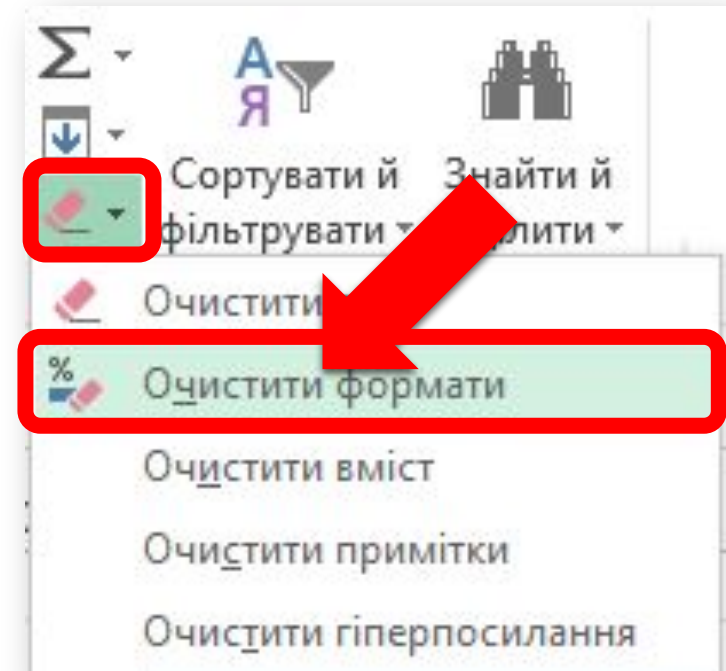 Σ
А
Я
Сортувати й
фільтрувати
Знайти й
Очистити
%
Очистити формати
Очистити вміст
Очистити примітки
Очистити гіперпосилання